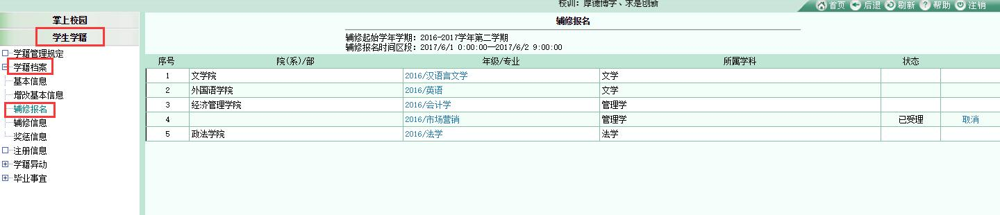 校训：厚德博学、求是创新
首页 后退 刷新 帮助 注销
掌上校园
学生学籍
学籍管理规定
学籍档案
基本信息
增改基本信息
辅修报名
辅修信息
奖惩信息
注册信息
学籍异动
毕业事宜
辅修报名
辅修起始学年学期：2016-2017学年第二学期
辅修报名时间区段：2017/6/1 0:00:00—2017/6/2 9:00:00
序号 院(系)/部 年级/专业 所属学科 状态
1 文学院 2016/汉语言文学 文学
2 外国语学院 2016/英语 文学
3 经济管理学院 2016/会计学 管理学
4 2016/市场营销 管理学 已受理 取消
5 政法学院 2016/法学 法学